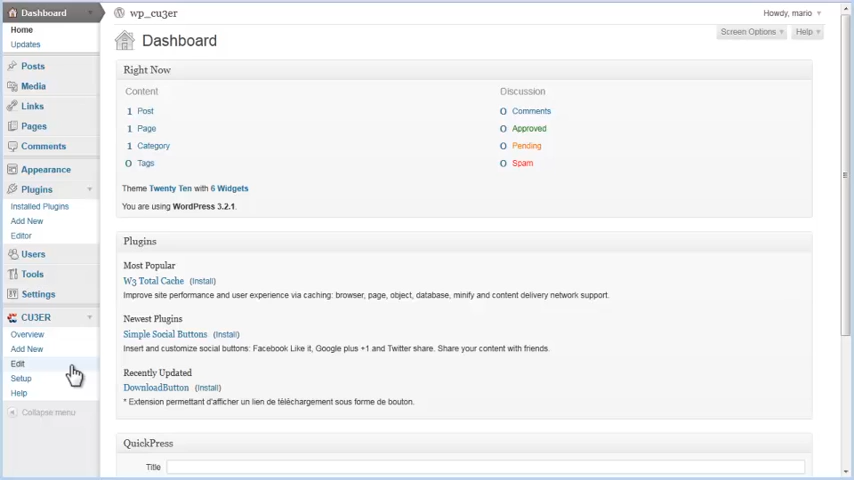 Dashboard
Home
Updates
Posts
Media
Links
Pages
Comments
Appearance
Plugins
Installed Plugins
Add New
Editor
Users
Tools
Settings
CU3ER
Overview
Add New
Edit
Setup
Help
Collapse menu
wp_cu3er
Howdy, mario
Screen Options
Help
Dashboard
Right Now
Content
Discussion
1 Post
0 Comments
1 Page
0 Approved
1 Category
0 Pending
0 Tags
0 Spam
Theme Twenty Ten with 6 Widgets
You are using WordPress 3.2.1.
Plugins
Most Popular
W3 Total Cache (Install)
Improve site performance and user experience via caching: browser, page, object, database, minify and content delivery network support.
Newest Plugins
Simple Social Buttons (Install)
Insert and customize social buttons: Facebook Like it, Google plus +1 and Twitter share. Share your content with friends.
Recently Updated
DownloadButton (Install)
* Extension permettant d'afficher un lien de téléchargement sous forme de bouton.
QuickPress
Title